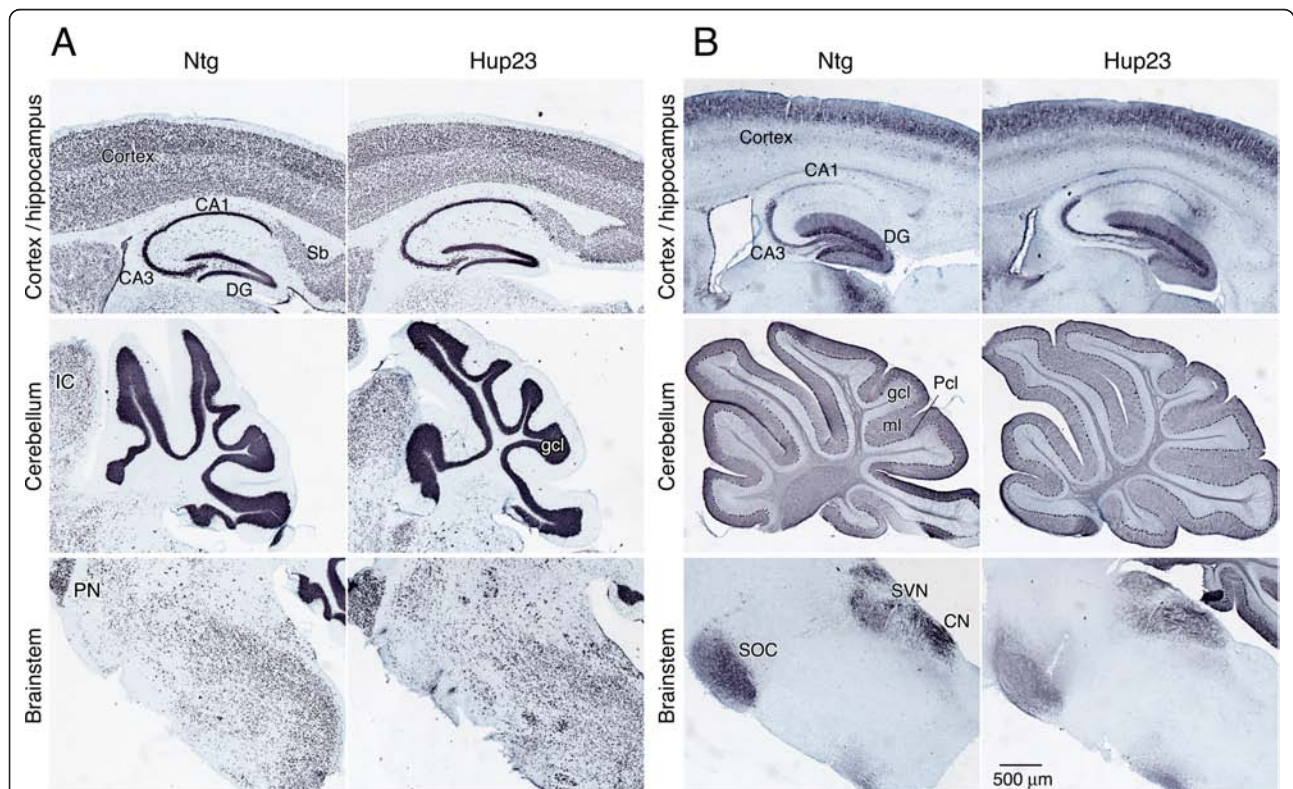 A
B
Ntg
Hup23
Ntg
Hup23
Cortex / hippocampus
Cortex
CA1
Sb
CA3
DG
Cortex / hippocampus
Cortex
CA1
DG
CA3
Cerebellum
IC
gcl
Cerebellum
gcl
Pcl
ml
Brainstem
PN
Brainstem
SVN
CN
SOC
500 μm